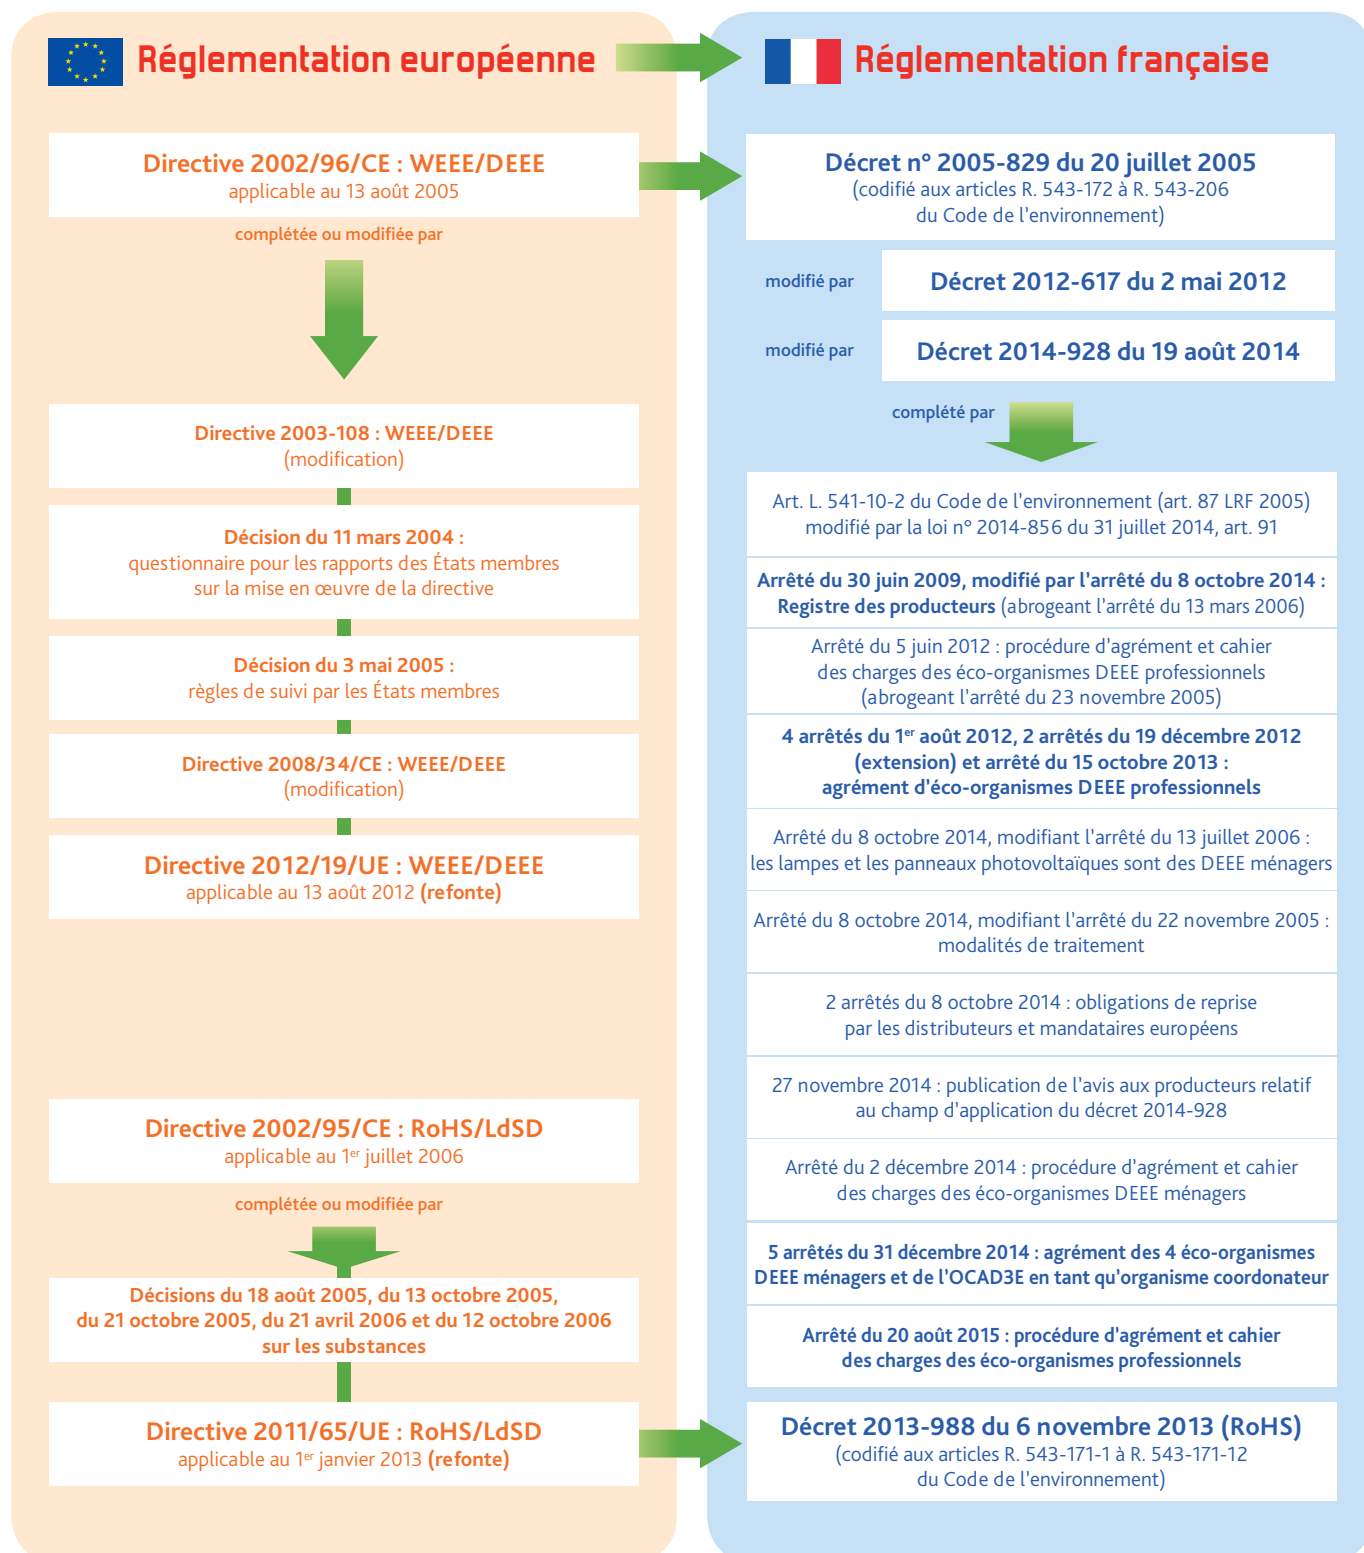 Réglementation européenne
Directive 2002/96/CE : WEEE/DEEE
applicable au 13 août 2005
complétée ou modifiée par
Directive 2003-108 : WEEE/DEEE
(modification)
Décision du 11 mars 2004 :
questionnaire pour les rapports des États membres
sur la mise en œuvre de la directive
Décision du 3 mai 2005 :
règles de suivi par les États membres
Directive 2008/34/CE : WEEE/DEEE
(modification)
Directive 2012/19/UE : WEEE/DEEE
applicable au 13 août 2012 (refonte)
Directive 2002/95/CE : RoHS/LdSD
applicable au 1er juillet 2006
complétée ou modifiée par
Décisions du 18 août 2005, du 13 octobre 2005,
du 21 octobre 2005, du 21 avril 2006 et du 12 octobre 2006
sur les substances
Directive 2011/65/UE : RoHS/LdSD
applicable au 1er janvier 2013 (refonte)
Réglementation française
Décret n° 2005-829 du 20 juillet 2005
(codifié aux articles R. 543-172 à R. 543-206
du Code de l'environnement)
modifié par
Décret 2012-617 du 2 mai 2012
modifié par
Décret 2014-928 du 19 août 2014
complété par
Art. L. 541-10-2 du Code de l'environnement (art. 87 LRF 2005)
modifié par la loi n° 2014-856 du 31 juillet 2014, art. 91
Arrêté du 30 juin 2009, modifié par l'arrêté du 8 octobre 2014 :
Registre des producteurs (abrogeant l'arrêté du 13 mars 2006)
Arrêté du 5 juin 2012 : procédure d'agrément et cahier
des charges des éco-organismes DEEE professionnels
(abrogeant l'arrêté du 23 novembre 2005)
4 arrêtés du 1er août 2012, 2 arrêtés du 19 décembre 2012
(extension) et arrêté du 15 octobre 2013 :
agrément d'éco-organismes DEEE professionnels
Arrêté du 8 octobre 2014, modifiant l'arrêté du 13 juillet 2006 :
les lampes et les panneaux photovoltaïques sont des DEEE ménagers
Arrêté du 8 octobre 2014, modifiant l'arrêté du 22 novembre 2005 :
modalités de traitement
2 arrêtés du 8 octobre 2014 : obligations de reprise
par les distributeurs et mandataires européens
27 novembre 2014 : publication de l'avis aux producteurs relatif
au champ d'application du décret 2014-928
Arrêté du 2 décembre 2014 : procédure d'agrément et cahier
des charges des éco-organismes DEEE ménagers
5 arrêtés du 31 décembre 2014 : agrément des 4 éco-organismes
DEEE ménagers et de l'OCAD3E en tant qu'organisme coordonateur
Arrêté du 20 août 2015 : procédure d'agrément et cahier
des charges des éco-organismes professionnels
Décret 2013-988 du 6 novembre 2013 (RoHS)
(codifié aux articles R. 543-171-1 à R. 543-171-12
du Code de l'environnement)